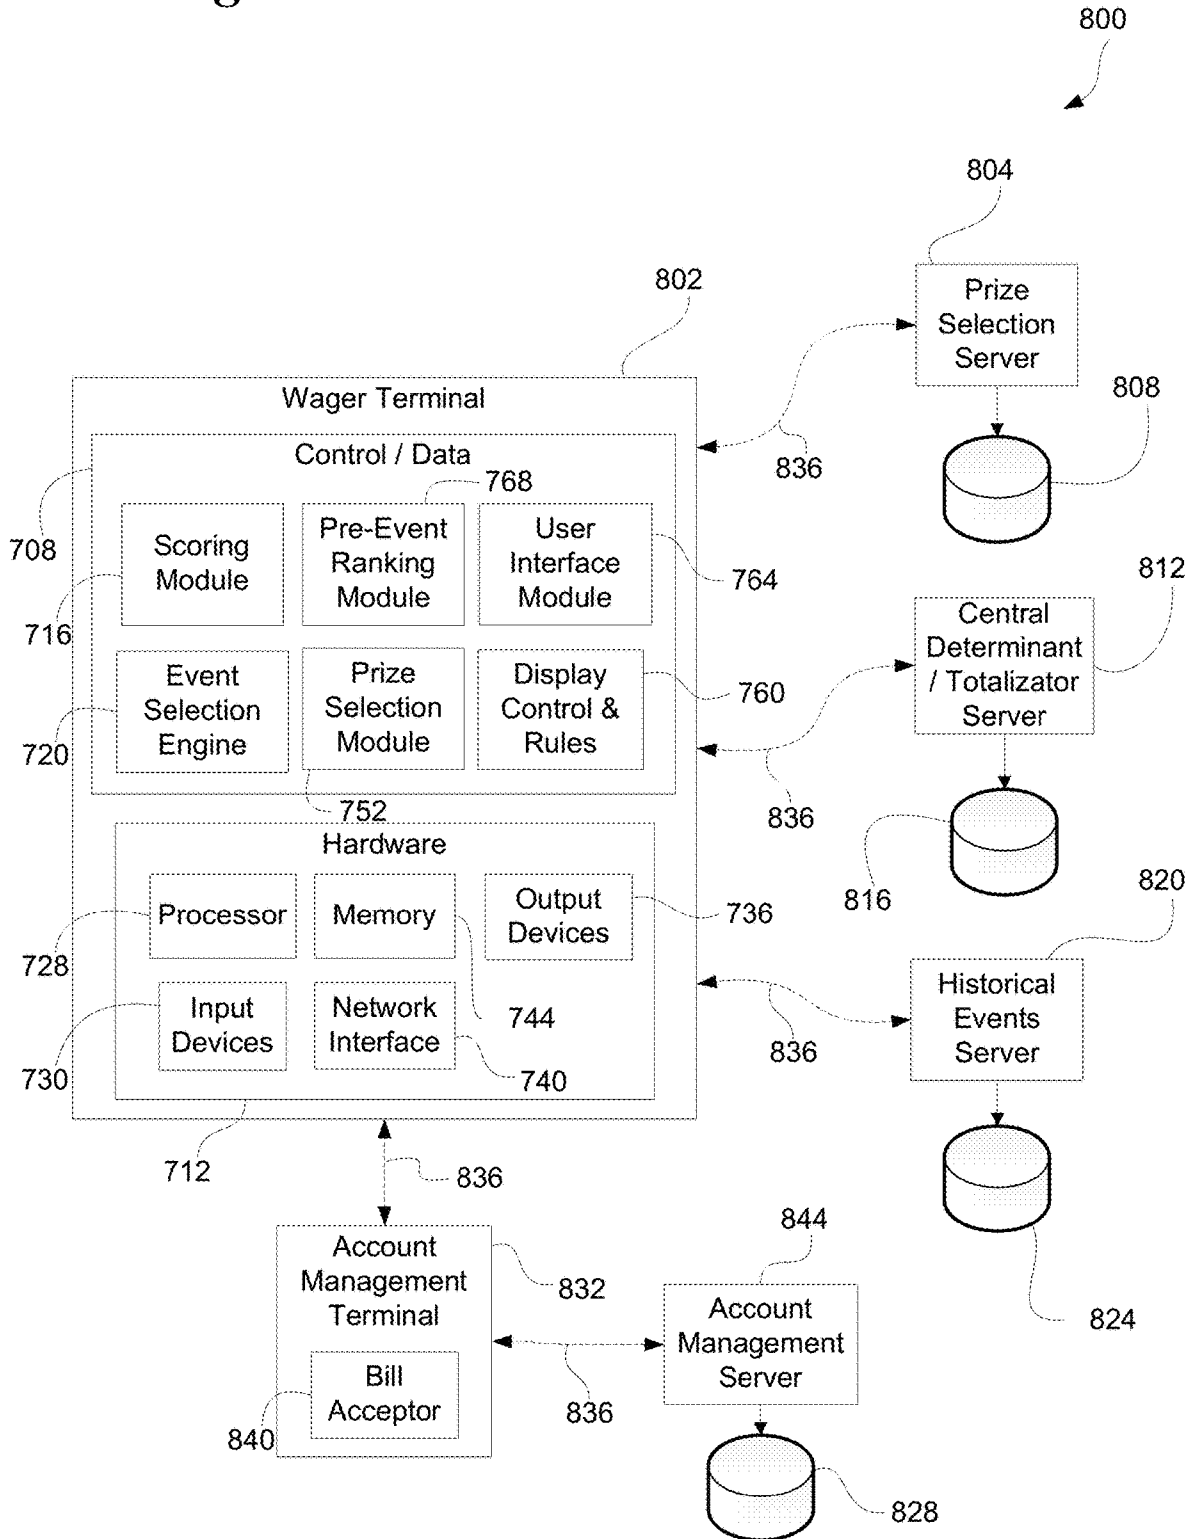 800
804
802
Prize
Selection
Server
808
836
Wager Terminal
Control / Data
768
708
Scoring
Module
Pre-Event
Ranking
Module
User
Interface
Module
764
716
812
Central
Determinant
/ Totalizator
Server
Event
Selection
Engine
Prize
Selection
Module
Display
Control &
Rules
760
720
752
836
816
Hardware
820
Processor
Memory
Output
Devices
736
728
Historical
Events
Server
Input
Devices
Network
Interface
744
836
730
740
712
836
824
Account
Management
Terminal
832
844
Account
Management
Server
Bill
Acceptor
836
840
828